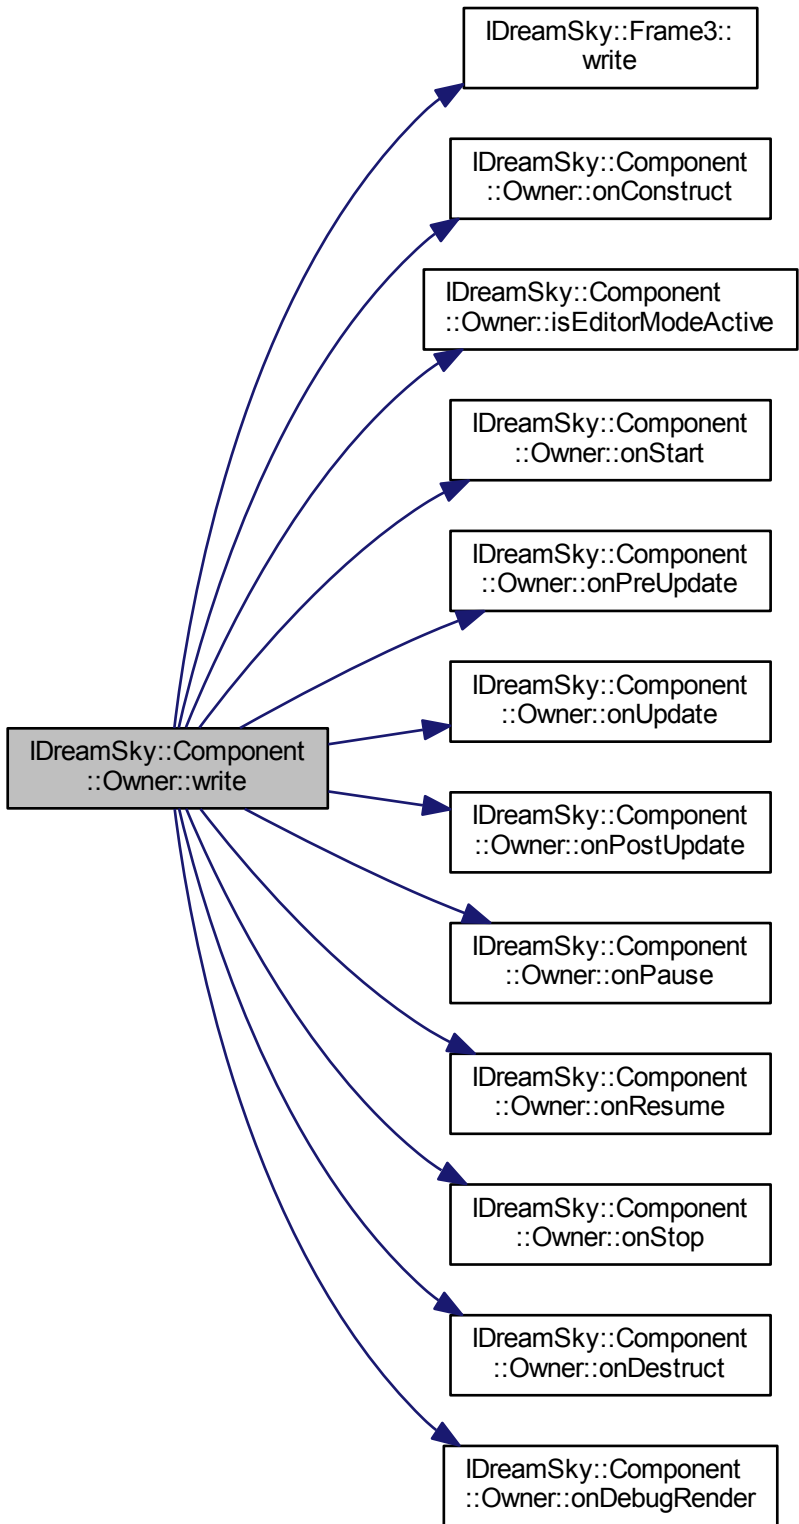 IDreamSky::Frame3::
write
IDreamSky::Component
::Owner::onConstruct
IDreamSky::Component
::Owner::isEditorModeActive
IDreamSky::Component
::Owner::onStart
IDreamSky::Component
::Owner::onPreUpdate
IDreamSky::Component
::Owner::onUpdate
IDreamSky::Component
::Owner::write
IDreamSky::Component
::Owner::onPostUpdate
IDreamSky::Component
::Owner::onPause
IDreamSky::Component
::Owner::onResume
IDreamSky::Component
::Owner::onStop
IDreamSky::Component
::Owner::onDestruct
IDreamSky::Component
::Owner::onDebugRender